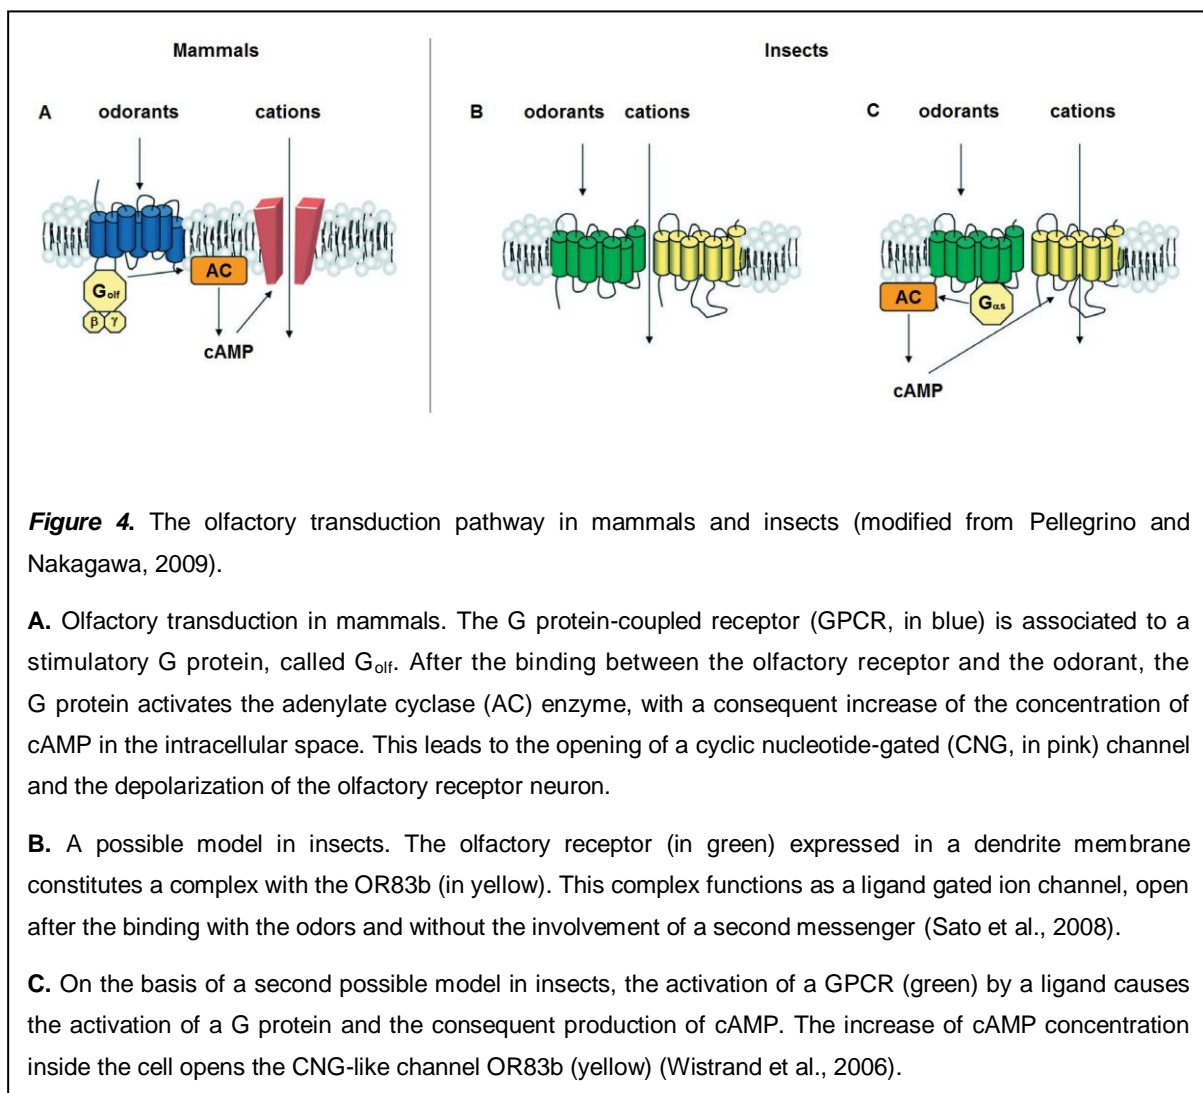 Mammals
Insects
A
odorants
cations
B
odorants
cations
C
odorants
cations
AC
G_olf
β
γ
cAMP
AC
G_αs
cAMP
Figure 4. The olfactory transduction pathway in mammals and insects (modified from Pellegrino and
Nakagawa, 2009).
A. Olfactory transduction in mammals. The G protein-coupled receptor (GPCR, in blue) is associated to a
stimulatory G protein, called G_olf. After the binding between the olfactory receptor and the odorant, the
G protein activates the adenylate cyclase (AC) enzyme, with a consequent increase of the concentration of
cAMP in the intracellular space. This leads to the opening of a cyclic nucleotide-gated (CNG, in pink) channel
and the depolarization of the olfactory receptor neuron.
B. A possible model in insects. The olfactory receptor (in green) expressed in a dendrite membrane
constitutes a complex with the OR83b (in yellow). This complex functions as a ligand gated ion channel, open
after the binding with the odors and without the involvement of a second messenger (Sato et al., 2008).
C. On the basis of a second possible model in insects, the activation of a GPCR (green) by a ligand causes
the activation of a G protein and the consequent production of cAMP. The increase of cAMP concentration
inside the cell opens the CNG-like channel OR83b (yellow) (Wistrand et al., 2006).